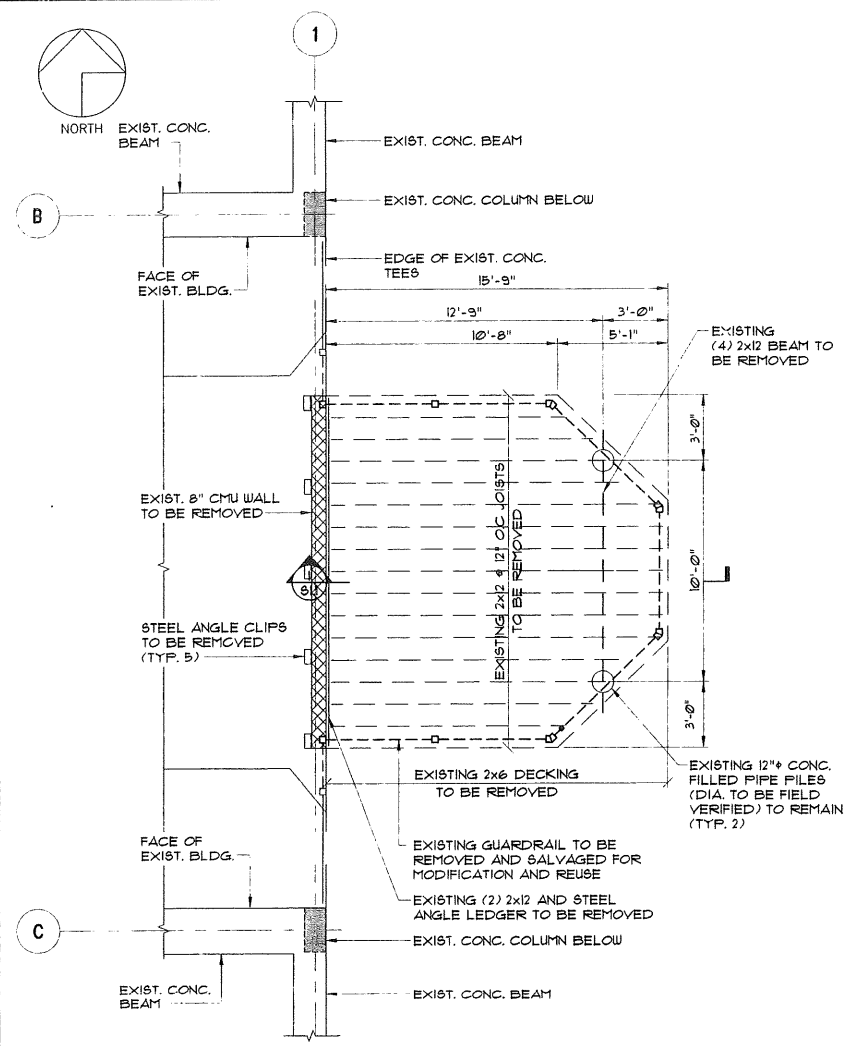 1
NORTH
EXIST. CONC.
BEAM
EXIST. CONC. BEAM
EXIST. CONC. COLUMN BELOW
B
EDGE OF EXIST. CONC.
TEES
FACE OF
EXIST. BLDG.
15'-9"
12'-9"
3'-0"
10'-8"
5'-1"
EXISTING
(4) 2x12 BEAM TO
BE REMOVED
3'-0"
EXIST. 8" CMU WALL
TO BE REMOVED
EXISTING 2x12 @ 12" O.C. JOISTS
TO BE REMOVED
10'-0"
1
S1
STEEL ANGLE CLIPS
TO BE REMOVED
(TYP. 5)
3'-0"
EXISTING 2x6 DECKING
TO BE REMOVED
EXISTING 12"ϕ CONC.
FILLED PIPE PILES
(DIA. TO BE FIELD
VERIFIED) TO REMAIN
(TYP. 2)
FACE OF
EXIST. BLDG.
EXISTING GUARDRAIL TO BE
REMOVED AND SALVAGED FOR
MODIFICATION AND REUSE
EXISTING (2) 2x12 AND STEEL
ANGLE LEDGER TO BE REMOVED
C
EXIST. CONC. COLUMN BELOW
EXIST. CONC.
BEAM
EXIST. CONC. BEAM